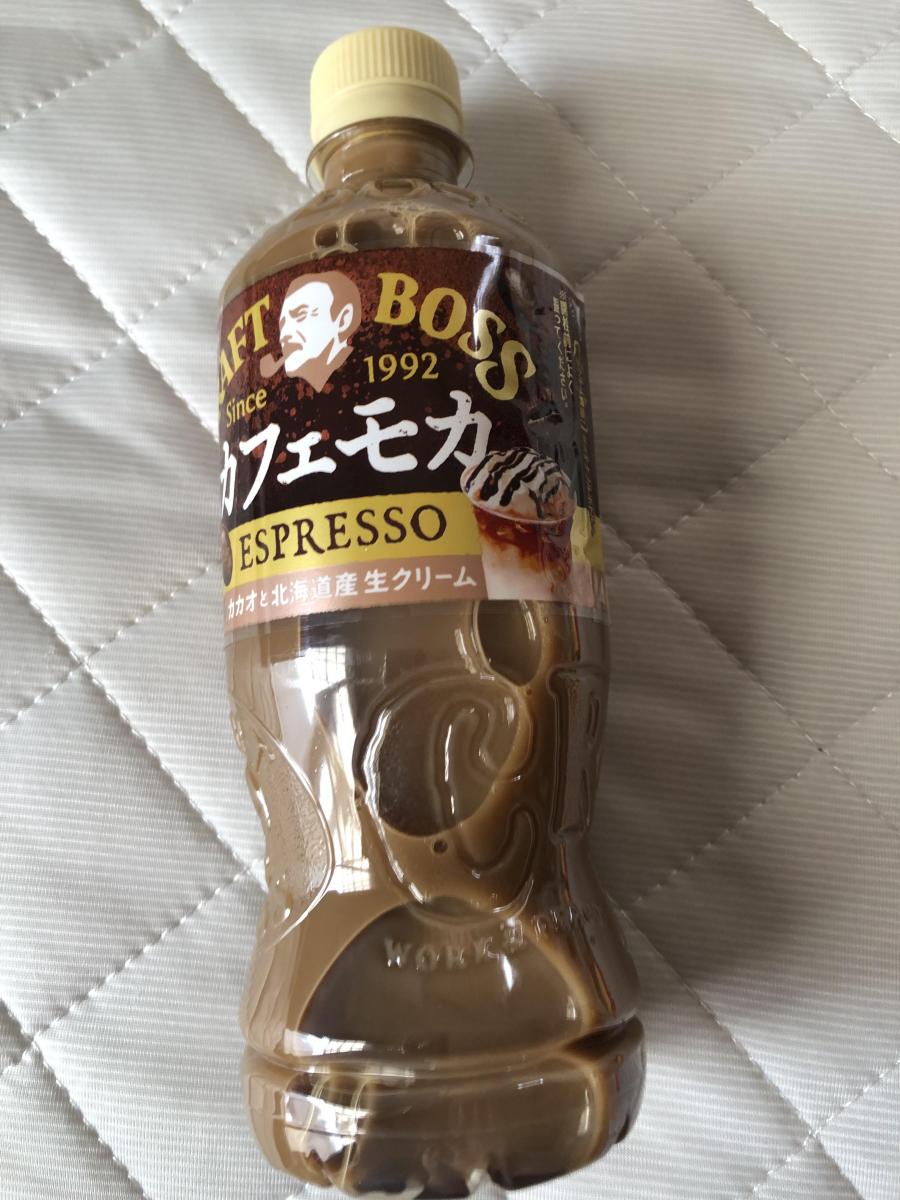 AFT BOSS
Since 1992
カフェモカ
ESPRESSO
カカオと北海道産生クリーム
WORK